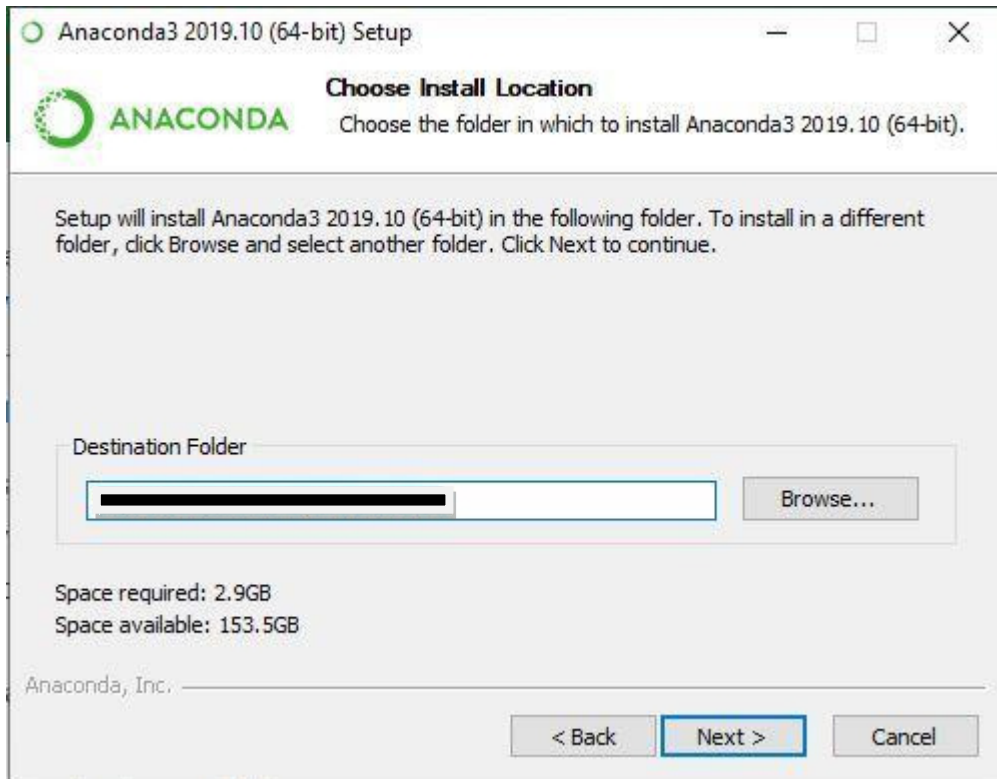 Anaconda3 2019.10 (64-bit) Setup
ANACONDA
Choose Install Location
Choose the folder in which to install Anaconda3 2019.10 (64-bit).
Setup will install Anaconda3 2019.10 (64-bit) in the following folder. To install in a different
folder, click Browse and select another folder. Click Next to continue.
Destination Folder
Browse...
Space required: 2.9GB
Space available: 153.5GB
Anaconda, Inc.
< Back
Next >
Cancel